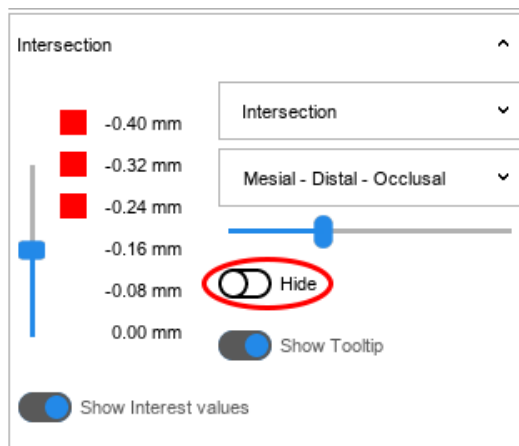 Intersection
-0.40 mm
-0.32 mm
-0.24 mm
-0.16 mm
-0.08 mm
0.00 mm
Intersection
Mesial - Distal - Occlusal
Hide
Show Tooltip
Show Interest values